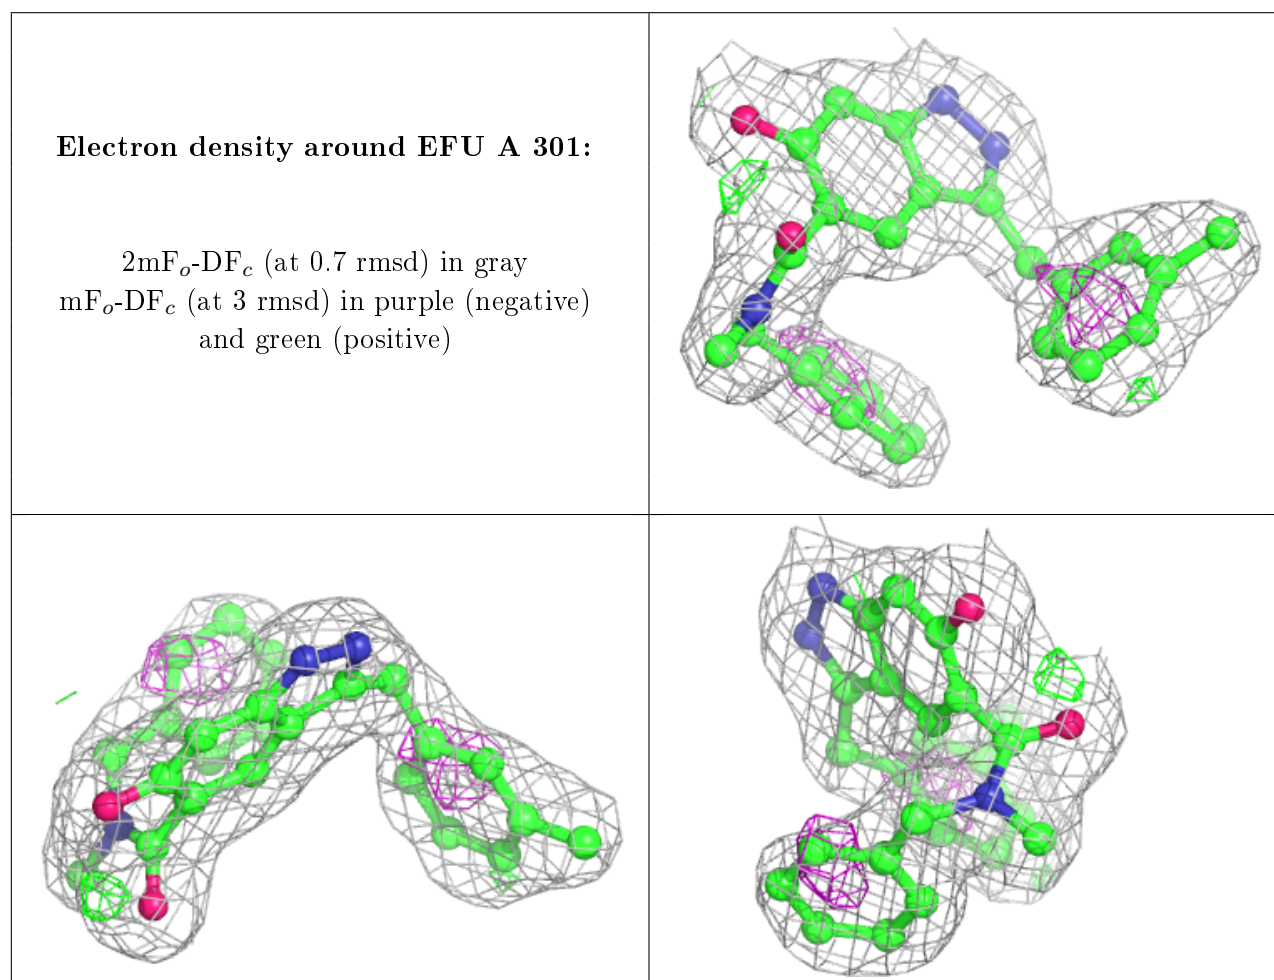 Electron density around EFU A 301:
2mFₒ-DF𝒸 (at 0.7 rmsd) in gray
mFₒ-DF𝒸 (at 3 rmsd) in purple (negative)
and green (positive)